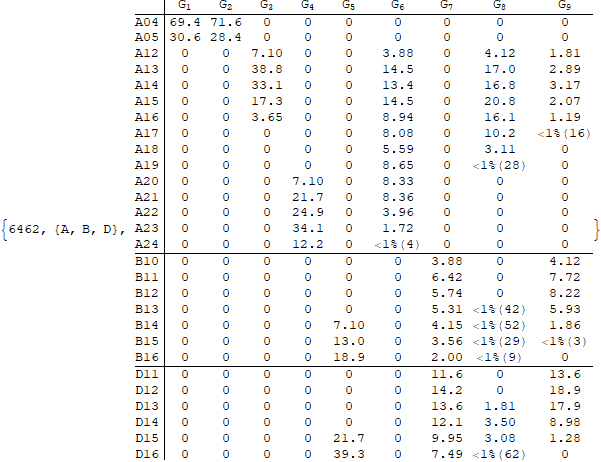 G₁ G₂ G₃ G₄ G₅ G₆ G₇ G₈ G₉
A04 69.4 71.6 0 0 0 0 0 0 0
A05 30.6 28.4 0 0 0 0 0 0 0
A12 0 0 7.10 0 0 3.88 0 4.12 1.81
A13 0 0 38.8 0 0 14.5 0 17.0 2.89
A14 0 0 33.1 0 0 13.4 0 16.8 3.17
A15 0 0 17.3 0 0 14.5 0 20.8 2.07
A16 0 0 3.65 0 0 8.94 0 16.1 1.19
A17 0 0 0 0 0 8.08 0 10.2 <1%(16)
A18 0 0 0 0 0 5.59 0 3.11 0
A19 0 0 0 0 0 8.65 0 <1%(28) 0
A20 0 0 0 7.10 0 8.33 0 0 0
A21 0 0 0 21.7 0 8.36 0 0 0
A22 0 0 0 24.9 0 3.96 0 0 0
{6462, {A, B, D}, A23 0 0 0 34.1 0 1.72 0 0 0 }
A24 0 0 0 12.2 0 <1%(4) 0 0 0
B10 0 0 0 0 0 0 3.88 0 4.12
B11 0 0 0 0 0 0 6.42 0 7.72
B12 0 0 0 0 0 0 5.74 0 8.22
B13 0 0 0 0 0 0 5.31 <1%(42) 5.93
B14 0 0 0 0 7.10 0 4.15 <1%(52) 1.86
B15 0 0 0 0 13.0 0 3.56 <1%(29) <1%(3)
B16 0 0 0 0 18.9 0 2.00 <1%(9) 0
D11 0 0 0 0 0 0 11.6 0 13.6
D12 0 0 0 0 0 0 14.2 0 18.9
D13 0 0 0 0 0 0 13.6 1.81 17.9
D14 0 0 0 0 0 0 12.1 3.50 8.98
D15 0 0 0 0 21.7 0 9.95 3.08 1.28
D16 0 0 0 0 39.3 0 7.49 <1%(62) 0